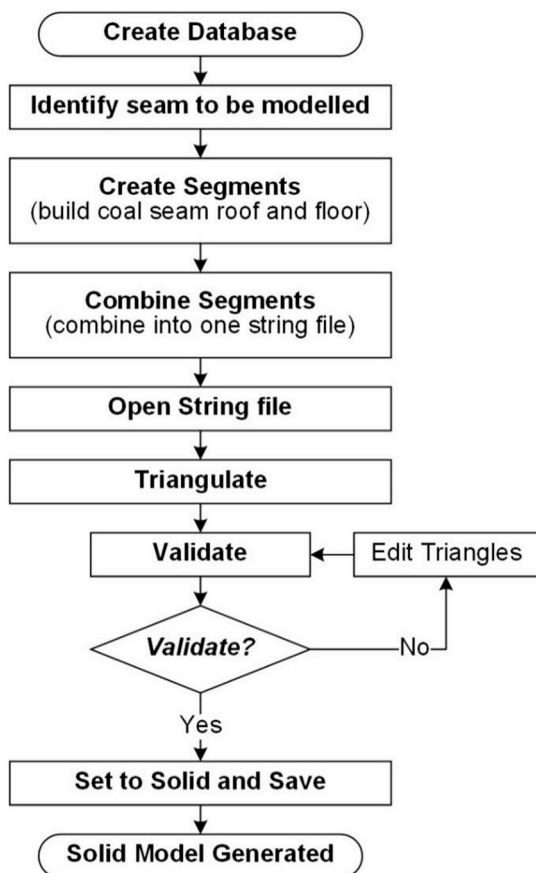 Create Database
Identify seam to be modelled
Create Segments
(build coal seam roof and floor)
Combine Segments
(combine into one string file)
Open String file
Triangulate
Validate
Edit Triangles
Validate?
No
Yes
Set to Solid and Save
Solid Model Generated